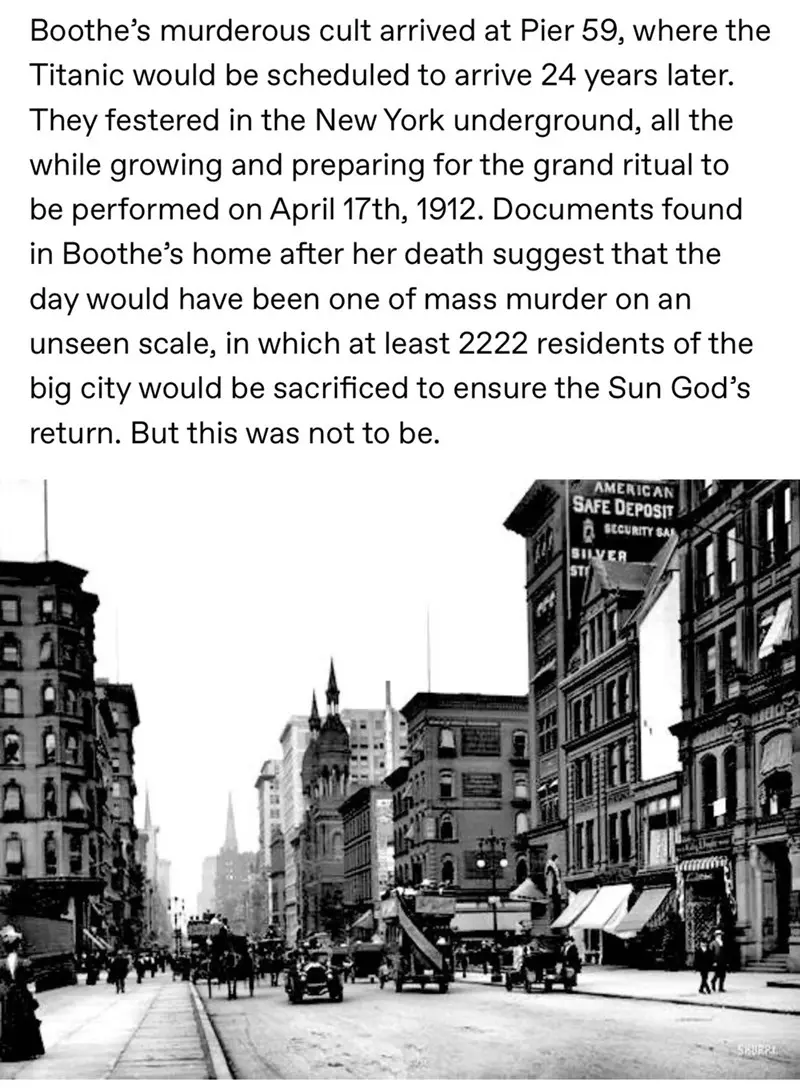 Boothe’s murderous cult arrived at Pier 59, where the
Titanic would be scheduled to arrive 24 years later.
They festered in the New York underground, all the
while growing and preparing for the grand ritual to
be performed on April 17th, 1912. Documents found
in Boothe’s home after her death suggest that the
day would have been one of mass murder on an
unseen scale, in which at least 2222 residents of the
big city would be sacrificed to ensure the Sun God’s
return. But this was not to be.
AMERICAN
SAFE DEPOSIT
SECURITY
SILVER